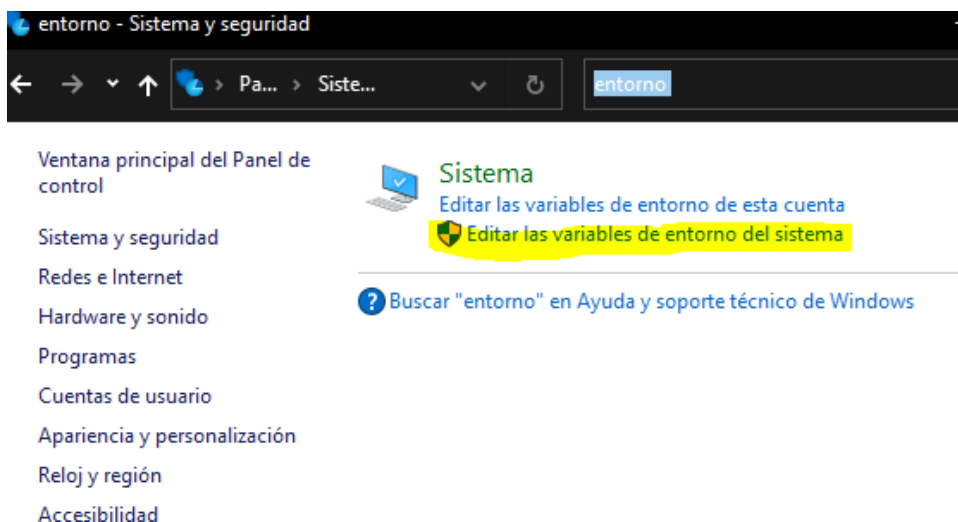 entorno - Sistema y seguridad
Pa... > Siste...
entorno
Ventana principal del Panel de
control
Sistema y seguridad
Redes e Internet
Hardware y sonido
Programas
Cuentas de usuario
Apariencia y personalización
Reloj y región
Accesibilidad
Sistema
Editar las variables de entorno de esta cuenta
Editar las variables de entorno del sistema
Buscar "entorno" en Ayuda y soporte técnico de Windows